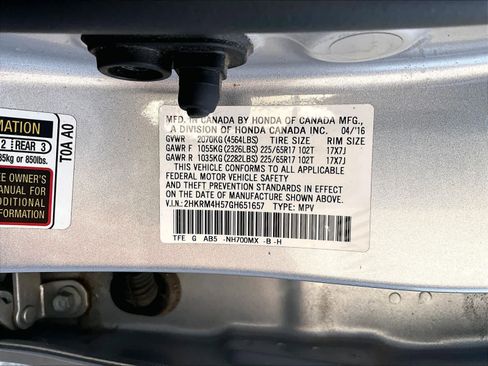 MFD. IN CANADA BY HONDA OF CANADA MFG.,
A DIVISION OF HONDA CANADA INC. 04/'16
GVWR 2070KG(4564LBS) TIRE SIZE RIM SIZE
GAWR F 1055KG(2326LBS) 225/65R17 102T 17X7J
GAWR R 1035KG(2282LBS) 225/65R17 102T 17X7J
THIS VEHICLE CONFORMS TO ALL APPLICABLE
FEDERAL MOTOR VEHICLE SAFETY
AND THEFT PREVENTION STANDARDS IN EFFECT
ON THE DATE OF MANUFACTURE SHOWN ABOVE.
V.I.N.: 2HKRM4H57GH651657 TYPE: MPV
TFE G AB5 -NH700MX -B -H
MATION
2 REAR 3
85kg or 850lbs.
E OWNER'S
MANUAL FOR
TOA A0